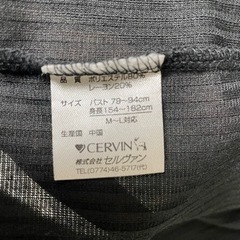 品質 ポリエステル80%
レーヨン20%
サイズ バスト 79~94cm
身長154~162cm
M~L対応
生産国 中国
CERVIN
株式会社 セルヴァン
TEL(0774)46-5717(代)